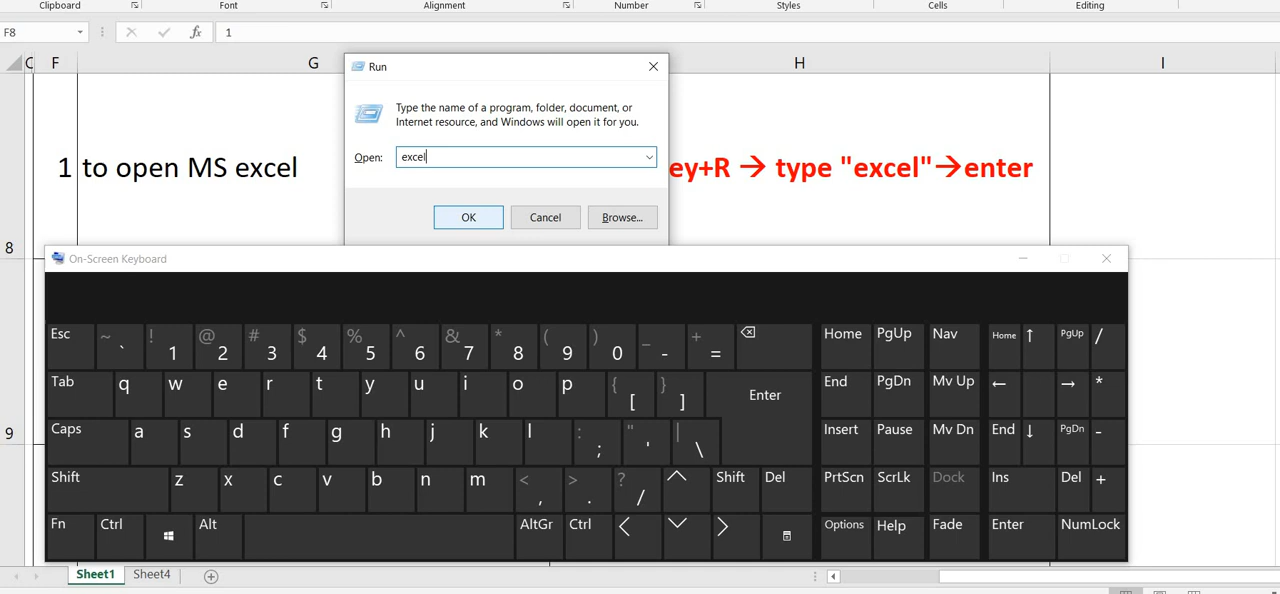 Clipboard Font Alignment Number Styles Cells Editing
F8 fx 1
C F G H I
Run
Type the name of a program, folder, document, or
Internet resource, and Windows will open it for you.
Open: excel
OK Cancel Browse...
1 to open MS excel
ey+R → type "excel"→enter
8
9
On-Screen Keyboard
Esc ~ ` ! 1 @ 2 # 3 $ 4 % 5 ^ 6 & 7 * 8 ( 9 ) 0 _ - + = Home PgUp Nav Home ↑ PgUp /
Tab q w e r t y u i o p { [ } ] Enter End PgDn Mv Up ← → *
Caps a s d f g h j k l : ; " ' | \ Insert Pause Mv Dn End ↓ PgDn -
Shift z x c v b n m < , > . ? / Shift Del PrtScn ScrLk Dock Ins Del +
Fn Ctrl Alt AltGr Ctrl Options Help Fade Enter NumLock
Sheet1 Sheet4